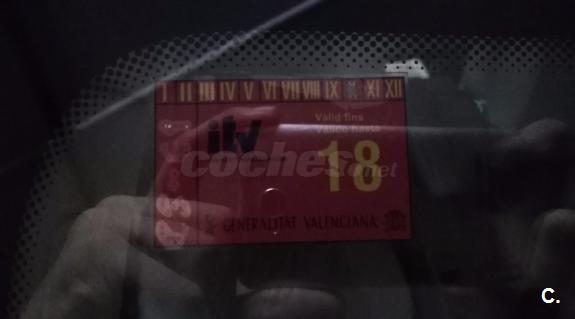 I II III IV V VI VII VIII IX X XI XII
itv
Vàlid fins
Válido hasta
18
coches.net
GENERALITAT VALENCIANA
C.